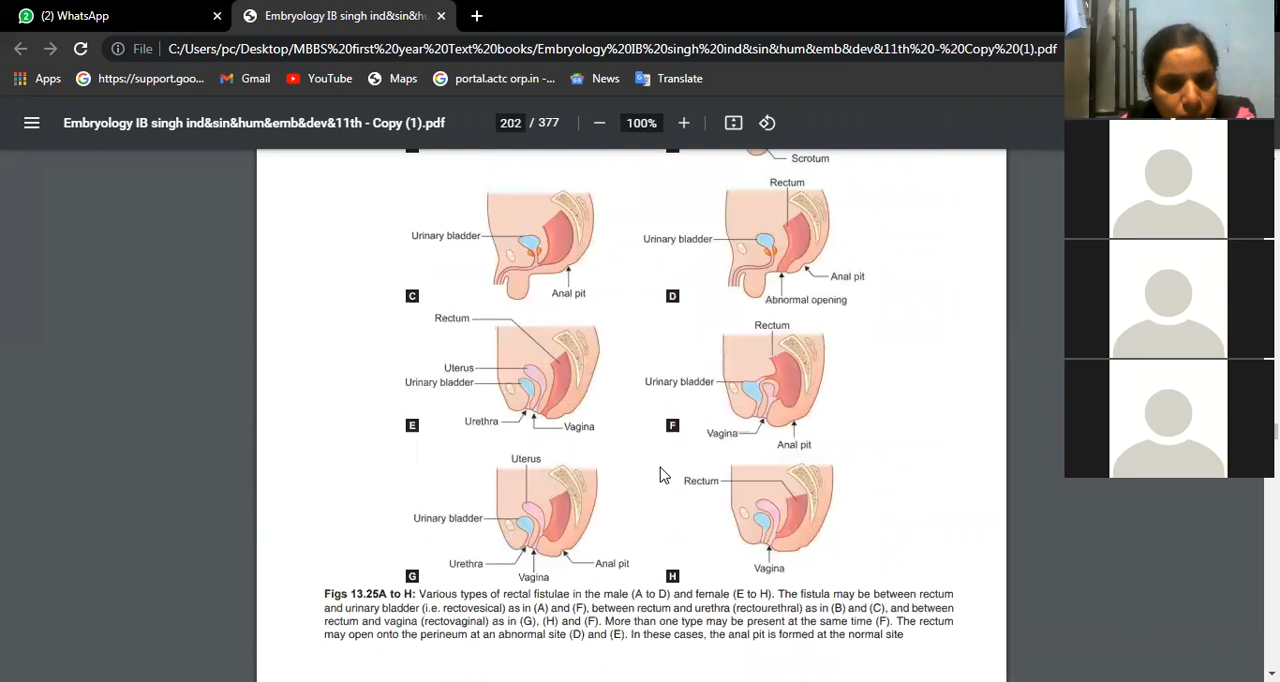 (2) WhatsApp
Embryology IB singh ind&sin&hu
File
C:/Users/pc/Desktop/MBBS%20first%20year%20Text%20books/Embryology%20IB%20singh%20ind&sin&hum&emb&dev&11th%20-%20Copy%20(1).pdf
Apps
https://support.goo...
Gmail
YouTube
Maps
portal.actc orp.in -...
News
Translate
Embryology IB singh ind&sin&hum&emb&dev&11th - Copy (1).pdf
202 / 377
100%
Scrotum
Rectum
Urinary bladder
Urinary bladder
Anal pit
Anal pit
Abnormal opening
C
D
Rectum
Rectum
Uterus
Urinary bladder
Urinary bladder
Urethra
Vagina
Vagina
Anal pit
E
F
Uterus
Rectum
Urinary bladder
Urethra
Anal pit
Vagina
Vagina
G
H
Figs 13.25A to H: Various types of rectal fistulae in the male (A to D) and female (E to H). The fistula may be between rectum
and urinary bladder (i.e. rectovesical) as in (A) and (F), between rectum and urethra (rectourethral) as in (B) and (C), and between
rectum and vagina (rectovaginal) as in (G), (H) and (F). More than one type may be present at the same time (F). The rectum
may open onto the perineum at an abnormal site (D) and (E). In these cases, the anal pit is formed at the normal site